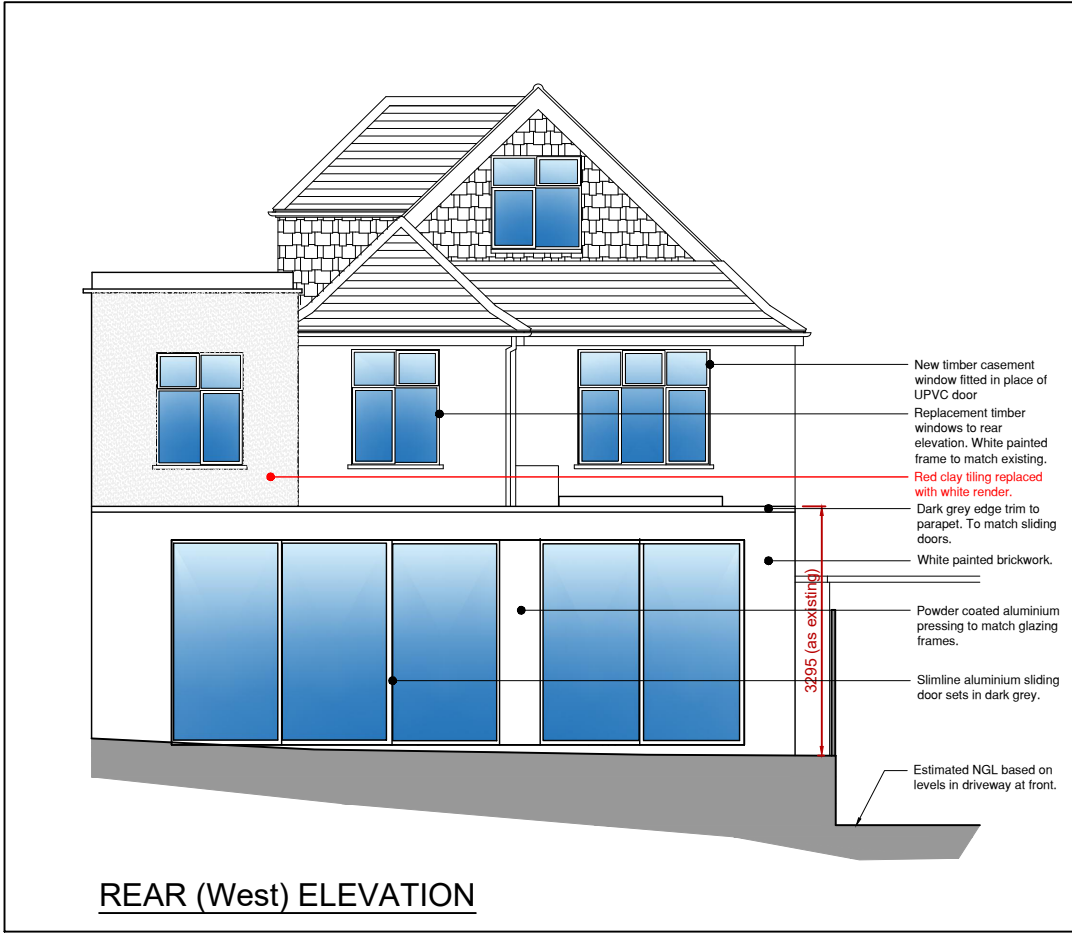 New timber casement
window fitted in place of
UPVC door
Replacement timber
windows to rear
elevation. White painted
frame to match existing.
Red clay tiling replaced
with white render.
Dark grey edge trim to
parapet. To match sliding
doors.
White painted brickwork.
3295 (as existing)
Powder coated aluminium
pressing to match glazing
frames.
Slimline aluminium sliding
door sets in dark grey.
Estimated NGL based on
levels in driveway at front.
REAR (West) ELEVATION